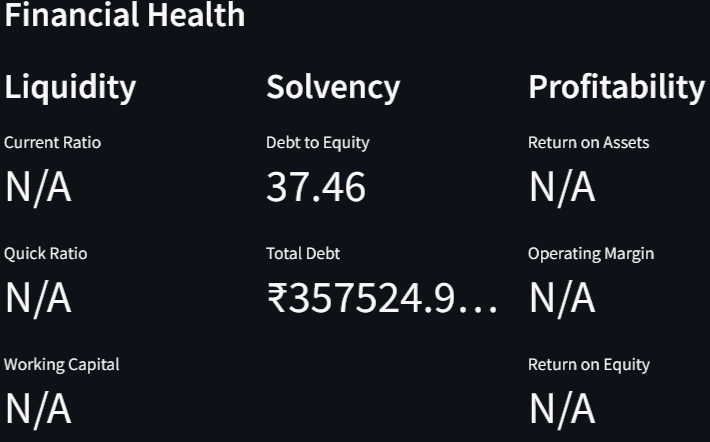 Financial Health
Liquidity
Current Ratio
N/A
Quick Ratio
N/A
Working Capital
N/A
Solvency
Debt to Equity
37.46
Total Debt
₹357524.9…
Profitability
Return on Assets
N/A
Operating Margin
N/A
Return on Equity
N/A